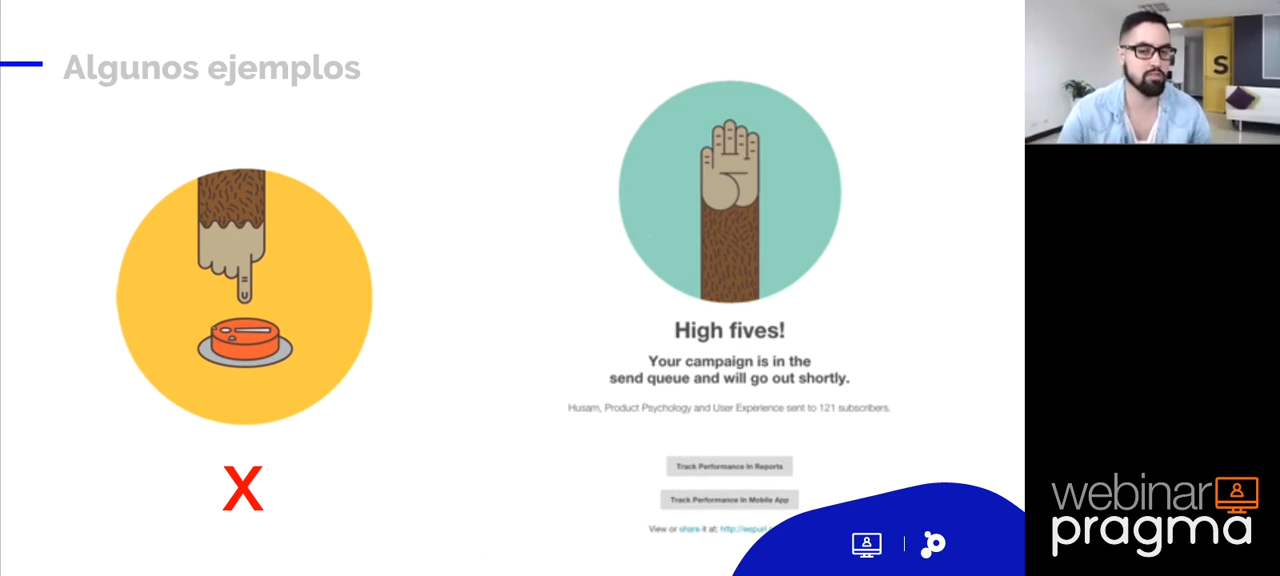 Algunos ejemplos
S
High fives!
Your campaign is in the
send queue and will go out shortly.
Husam, Product Psychology and User Experience sent to 121 subscribers.
X
Track Performance In Reports
Track Performance In Mobile App
View or share it at: http://eepurl.
webinar
pragma